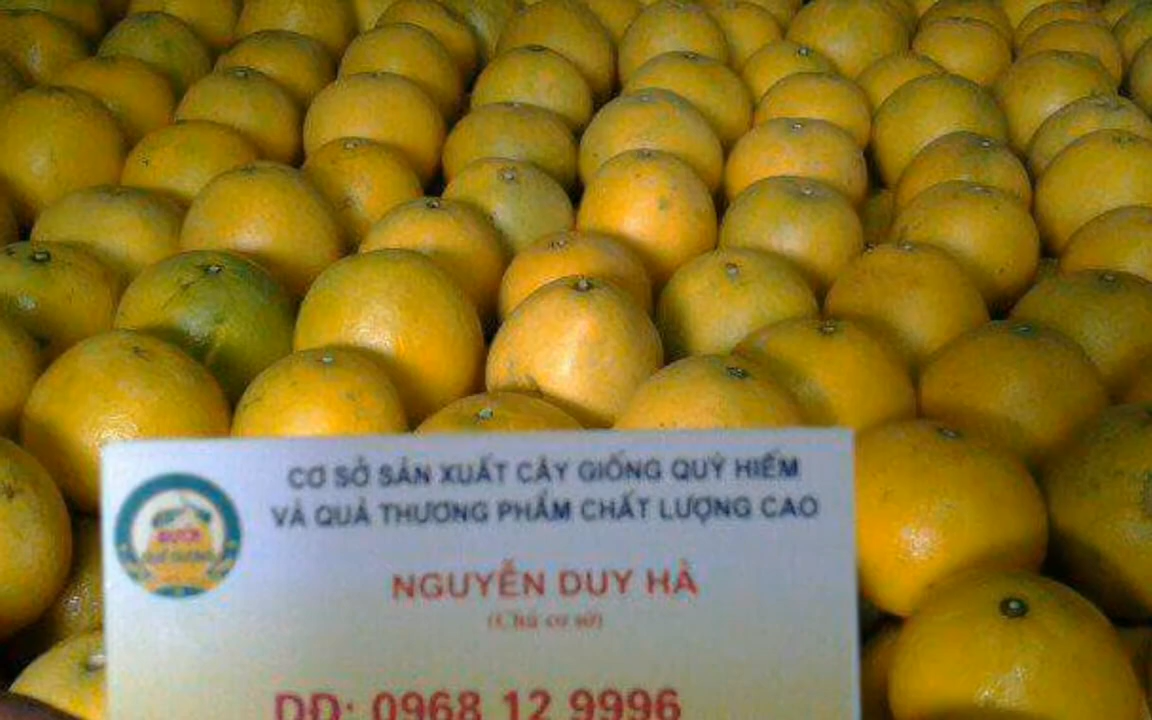 CƠ SỞ SẢN XUẤT CÂY GIỐNG QUÝ HIẾM
VÀ QUẢ THƯƠNG PHẨM CHẤT LƯỢNG CAO
BƯỞI
NGUYỄN DUY HÀ
(Chủ cơ sở)
DĐ: 0968 12 9996